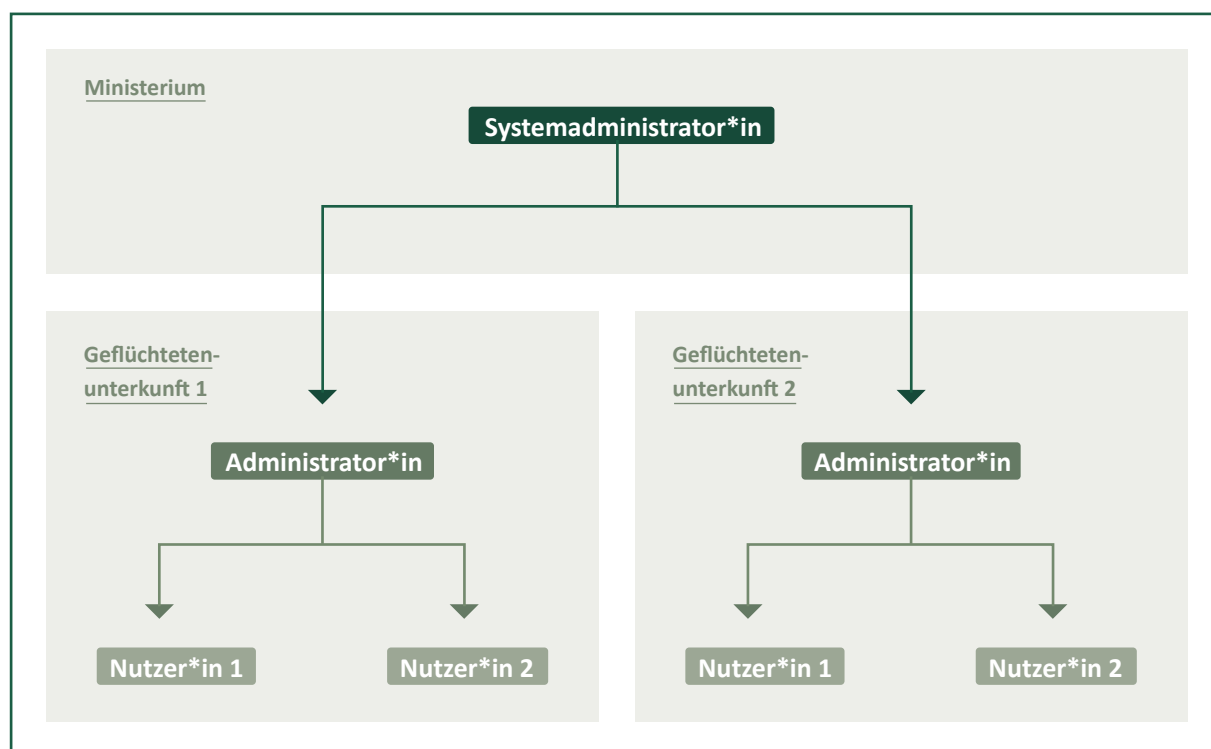 Ministerium
Systemadministrator*in
Geflüchteten-
unterkunft 1
Administrator*in
Nutzer*in 1
Nutzer*in 2
Geflüchteten-
unterkunft 2
Administrator*in
Nutzer*in 1
Nutzer*in 2